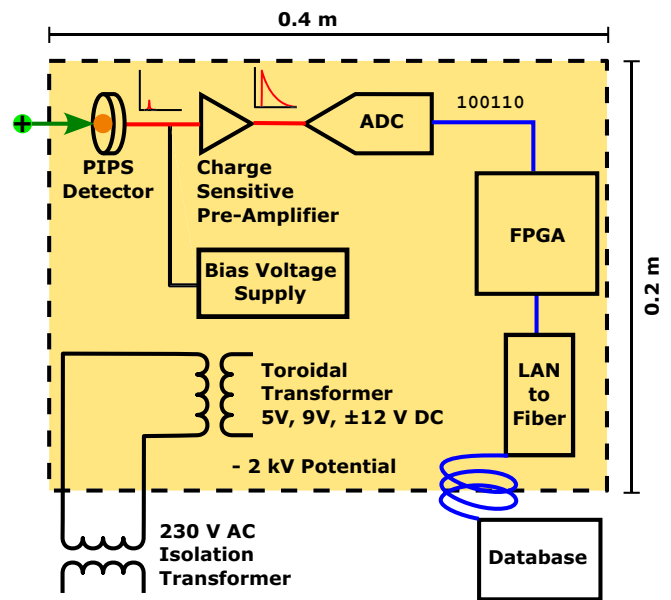 0.4 m
100110
ADC
PIPS
Detector
Charge
Sensitive
Pre-Amplifier
FPGA
Bias Voltage
Supply
0.2 m
Toroidal
Transformer
5V, 9V, ±12 V DC
LAN
to
Fiber
- 2 kV Potential
230 V AC
Isolation
Transformer
Database